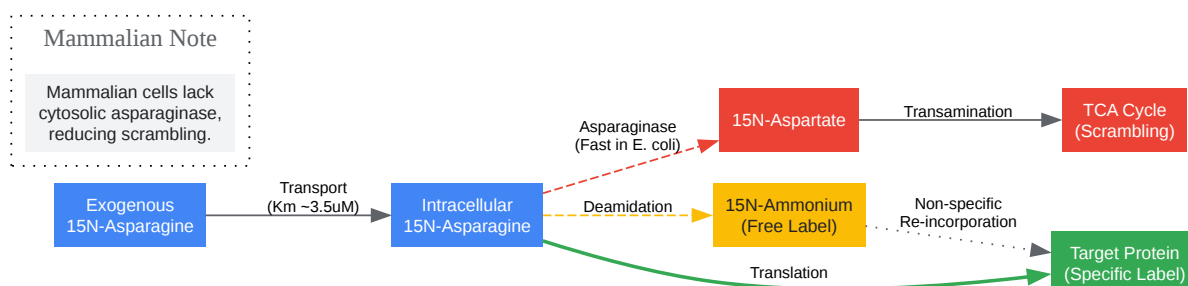 Mammalian Note
Mammalian cells lack
cytosolic asparaginase,
reducing scrambling.
Exogenous
15N-Asparagine
Transport
(Km ~3.5uM)
Intracellular
15N-Asparagine
Asparaginase
(Fast in E. coli)
15N-Aspartate
Transamination
TCA Cycle
(Scrambling)
Deamidation
15N-Ammonium
(Free Label)
Non-specific
Re-incorporation
Translation
Target Protein
(Specific Label)